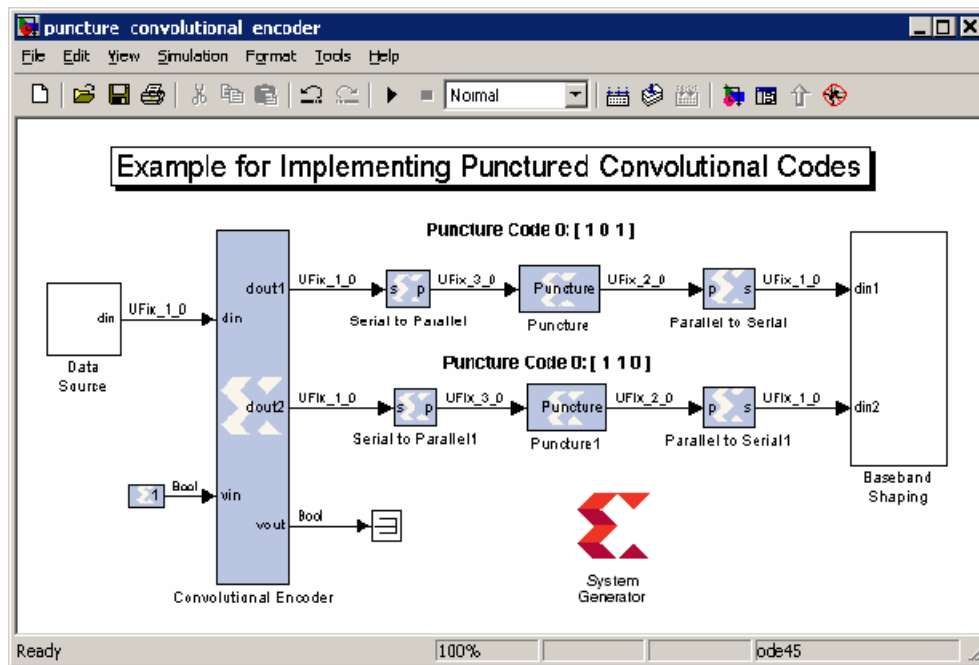 puncture convolutional encoder
File Edit View Simulation Format Tools Help
Normal
Example for Implementing Punctured Convolutional Codes
Puncture Code 0: [ 1 0 1 ]
dout1 UFix_1_0 s p UFix_3_0 Puncture UFix_2_0 p s UFix_1_0 din1
din UFix_1_0 din
Serial to Parallel Puncture Parallel to Serial
Data Source
Puncture Code 0: [ 1 1 0 ]
dout2 UFix_1_0 s p UFix_3_0 Puncture UFix_2_0 p s UFix_1_0 din2
Serial to Parallel1 Puncture1 Parallel to Serial1
Baseband Shaping
1 Bool vin
vout Bool
System Generator
Convolutional Encoder
Ready 100% ode45